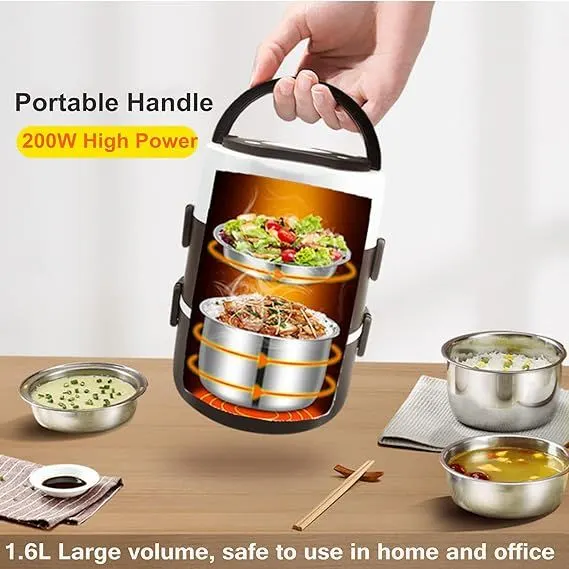 Portable Handle
200W High Power
1.6L Large volume, safe to use in home and office